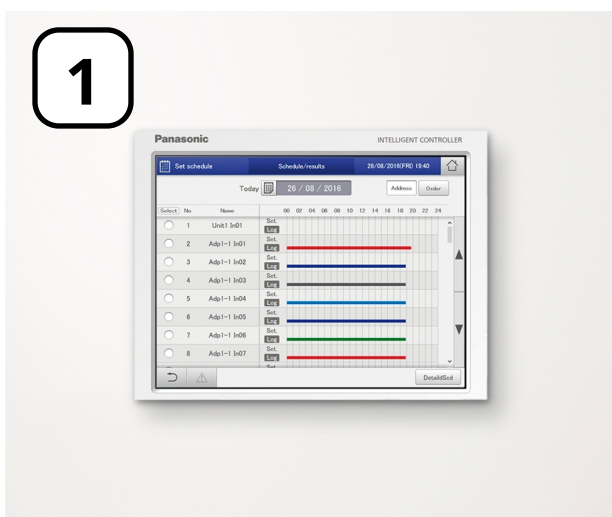 1
Panasonic INTELLIGENT CONTROLLER
Set schedule Schedule/results 26/08/2016(FRI) 19:40
Today 26 / 08 / 2016 Address Order
Select No. Name 00 02 04 06 08 10 12 14 16 18 20 22 24
1 Unit1 In01 Set. Log
2 Adp1-1 In01 Set. Log
3 Adp1-1 In02 Set. Log
4 Adp1-1 In03 Set. Log
5 Adp1-1 In04 Set. Log
6 Adp1-1 In05 Set. Log
7 Adp1-1 In06 Set. Log
8 Adp1-1 In07 Set. Log
DetaildScd